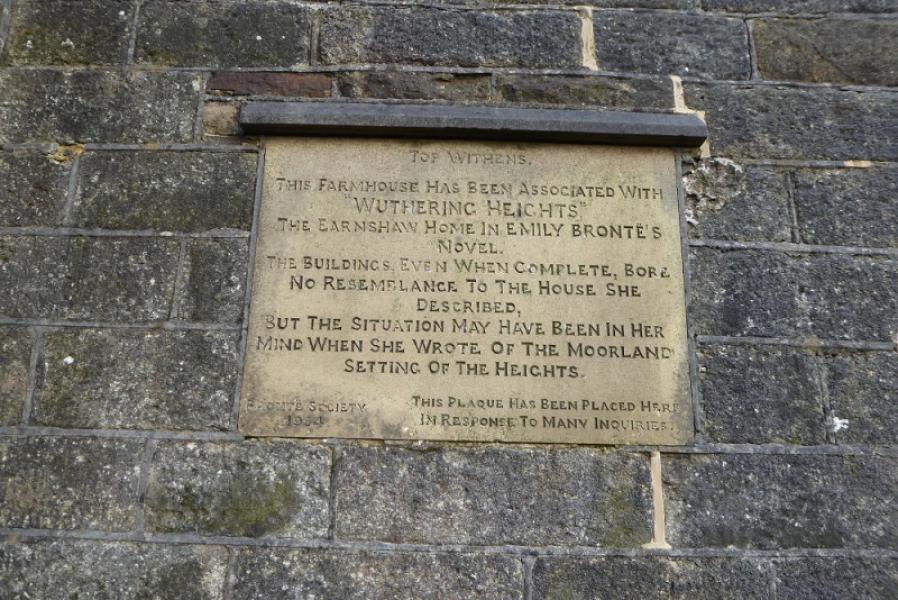 TOP WITHENS.
THIS FARMHOUSE HAS BEEN ASSOCIATED WITH
"WUTHERING HEIGHTS"
THE EARNSHAW HOME IN EMILY BRONTË'S
NOVEL.
THE BUILDINGS, EVEN WHEN COMPLETE, BORE
NO RESEMBLANCE TO THE HOUSE SHE
DESCRIBED,
BUT THE SITUATION MAY HAVE BEEN IN HER
MIND WHEN SHE WROTE OF THE MOORLAND
SETTING OF THE HEIGHTS.
BRONTË SOCIETY
1964
THIS PLAQUE HAS BEEN PLACED HERE
IN RESPONSE TO MANY INQUIRIES.